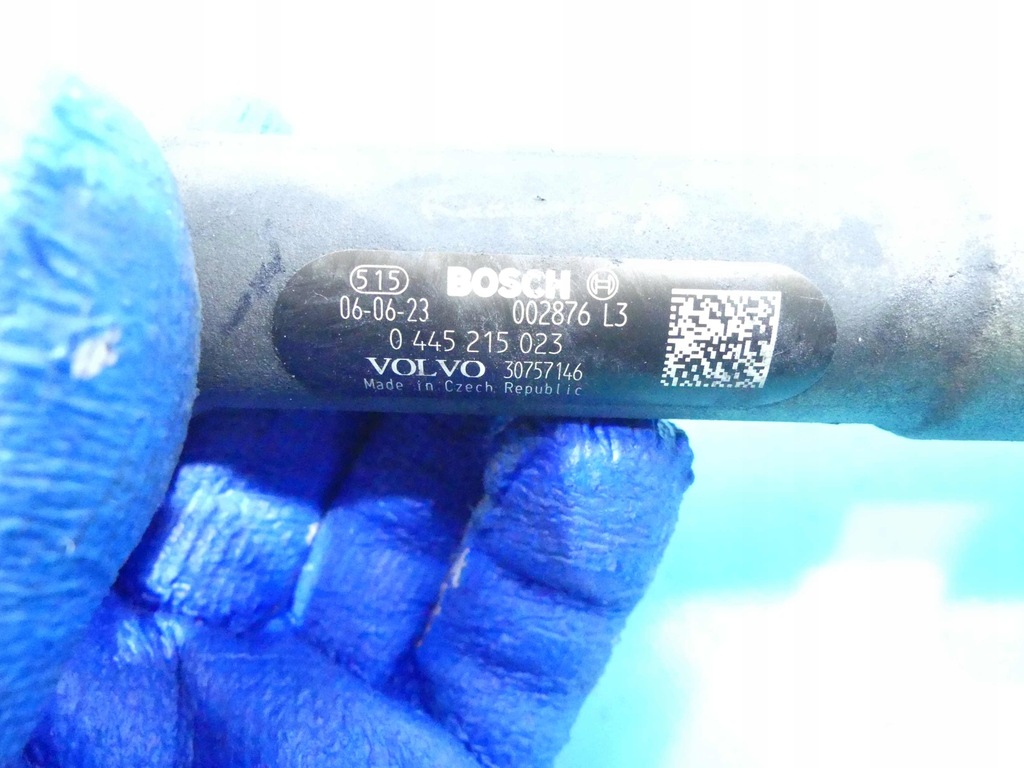 515 BOSCH
06-06-23 002876 L3
0 445 215 023
VOLVO 30757146
Made in Czech Republic